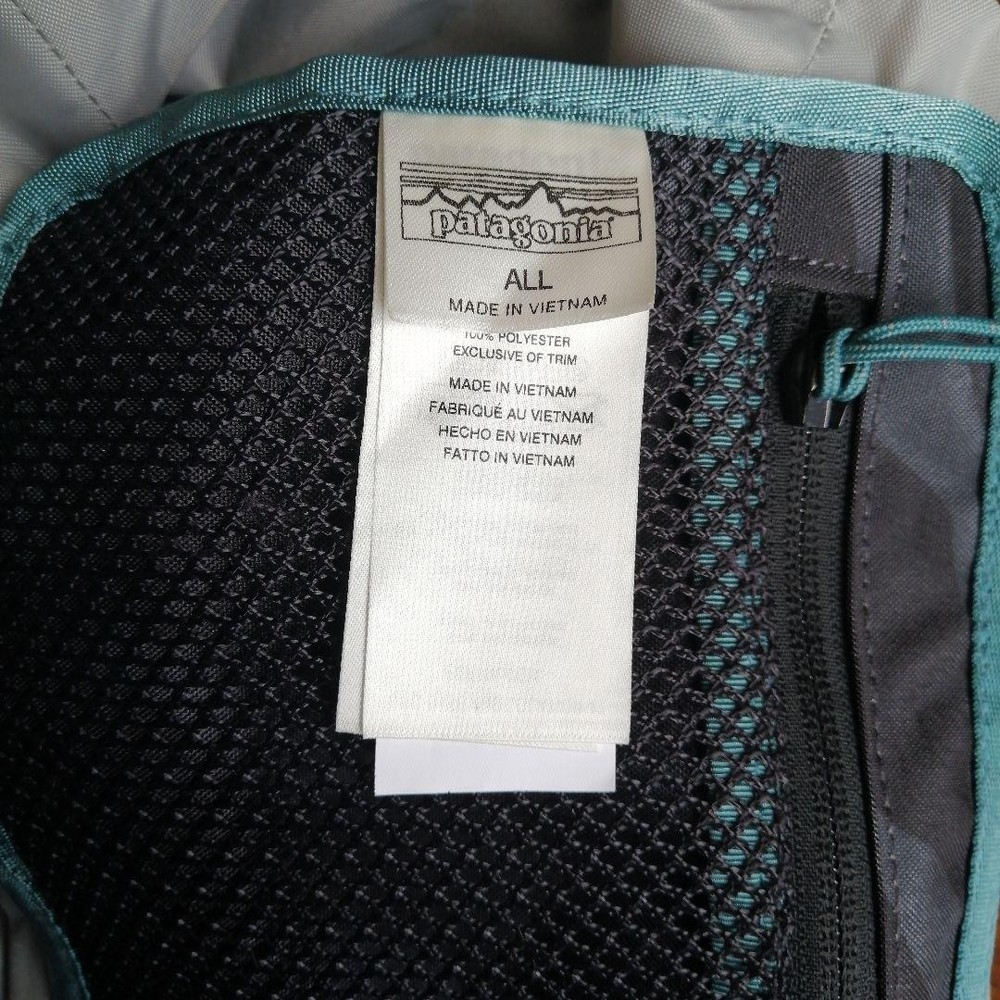 patagonia
ALL
MADE IN VIETNAM
100% POLYESTER
EXCLUSIVE OF TRIM
MADE IN VIETNAM
FABRIQUÉ AU VIETNAM
HECHO EN VIETNAM
FATTO IN VIETNAM